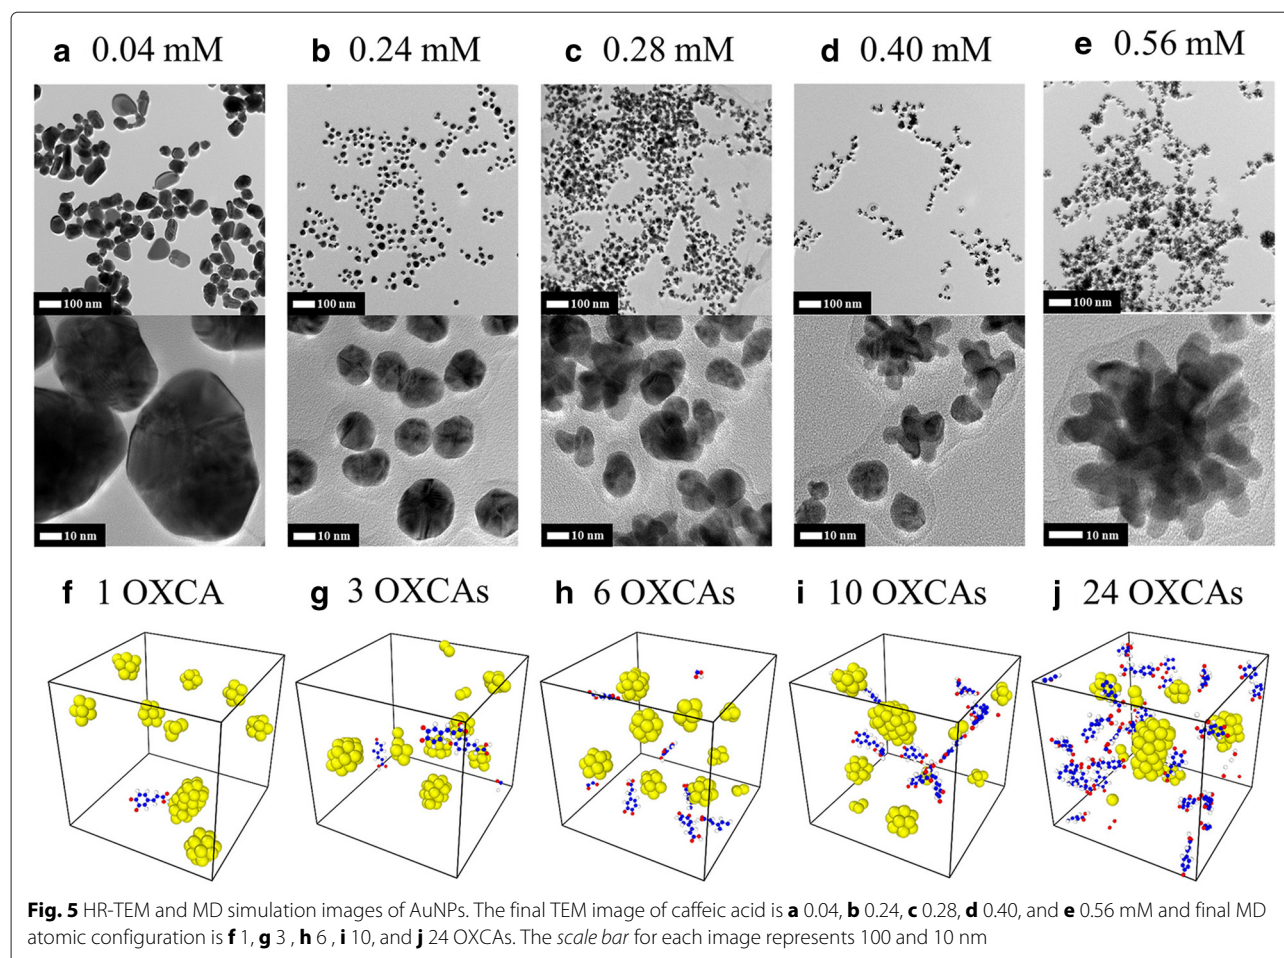 a 0.04 mM
b 0.24 mM
c 0.28 mM
d 0.40 mM
e 0.56 mM
100 nm
100 nm
100 nm
100 nm
100 nm
10 nm
10 nm
10 nm
10 nm
10 nm
f 1 OXCA
g 3 OXCAs
h 6 OXCAs
i 10 OXCAs
j 24 OXCAs
Fig. 5 HR-TEM and MD simulation images of AuNPs. The final TEM image of caffeic acid is a 0.04, b 0.24, c 0.28, d 0.40, and e 0.56 mM and final MD
atomic configuration is f 1, g 3 , h 6 , i 10, and j 24 OXCAs. The scale bar for each image represents 100 and 10 nm